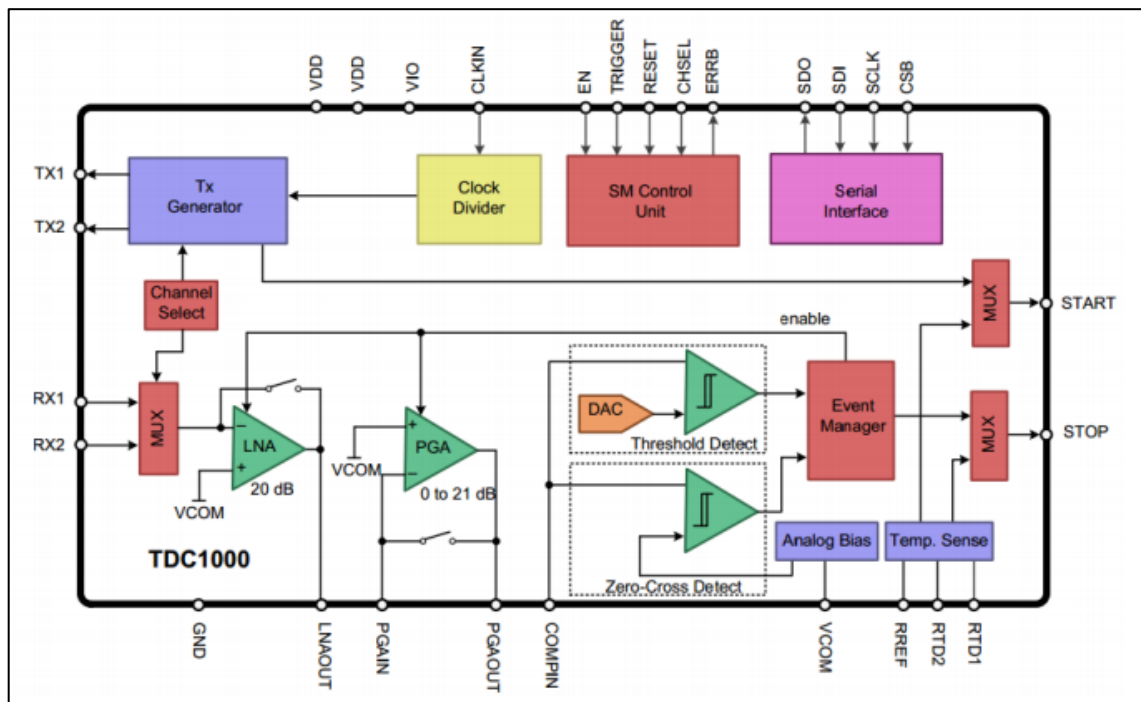 VDD
VDD
VIO
CLKIN
EN
TRIGGER
RESET
CHSEL
ERRB
SDO
SDI
SCLK
CSB
TX1
TX2
Tx
Generator
Clock
Divider
SM Control
Unit
Serial
Interface
Channel
Select
MUX
START
enable
RX1
RX2
MUX
LNA
20 dB
VCOM
VCOM
PGA
0 to 21 dB
DAC
Threshold Detect
Event
Manager
MUX
STOP
Zero-Cross Detect
Analog Bias
Temp. Sense
TDC1000
GND
LNAOUT
PGAIN
PGAOUT
COMPIN
VCOM
RREF
RTD2
RTD1
−
+
+
−